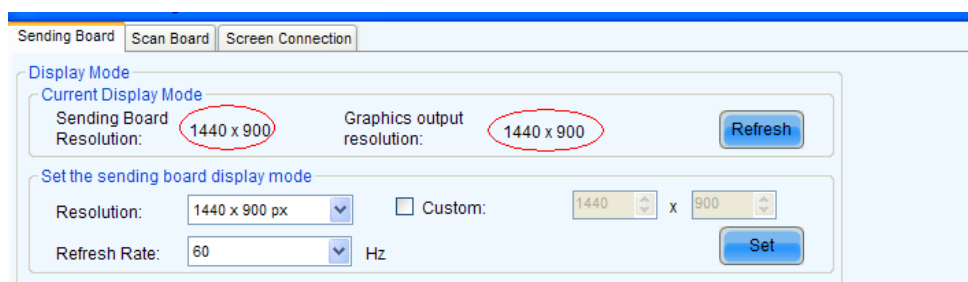 Sending Board Scan Board Screen Connection
Display Mode
Current Display Mode
Sending Board Resolution: 1440 x 900 Graphics output resolution: 1440 x 900 Refresh
Set the sending board display mode
Resolution: 1440 x 900 px Custom: 1440 x 900
Refresh Rate: 60 Hz Set